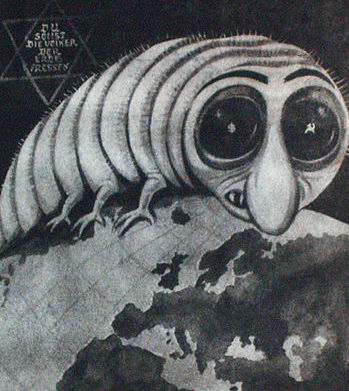 DU
SOLLST
DIE VÖLKER
DER
ERDE
FRESSEN
$